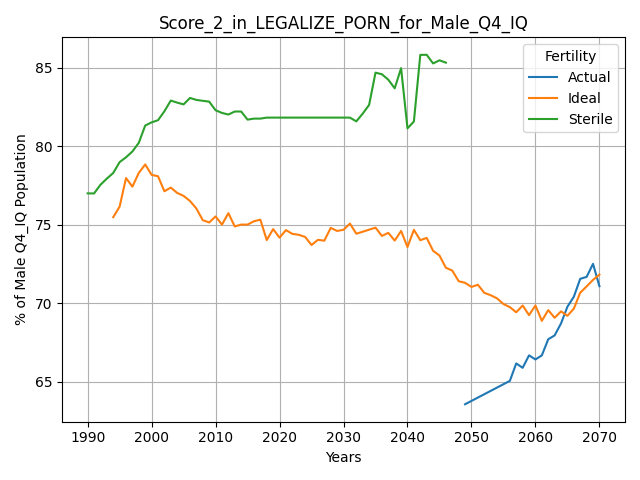 Score_2_in_LEGALIZE_PORN_for_Male_Q4_IQ
% of Male Q4_IQ Population
85
80
75
70
65
Fertility
Actual
Ideal
Sterile
1990 2000 2010 2020 2030 2040 2050 2060 2070
Years